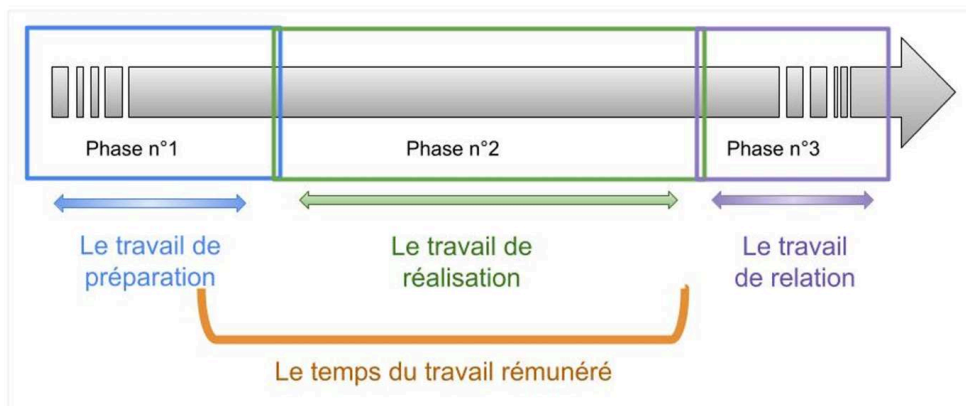 Phase n°1
Phase n°2
Phase n°3
Le travail de
préparation
Le travail de
réalisation
Le travail
de relation
Le temps du travail rémunéré